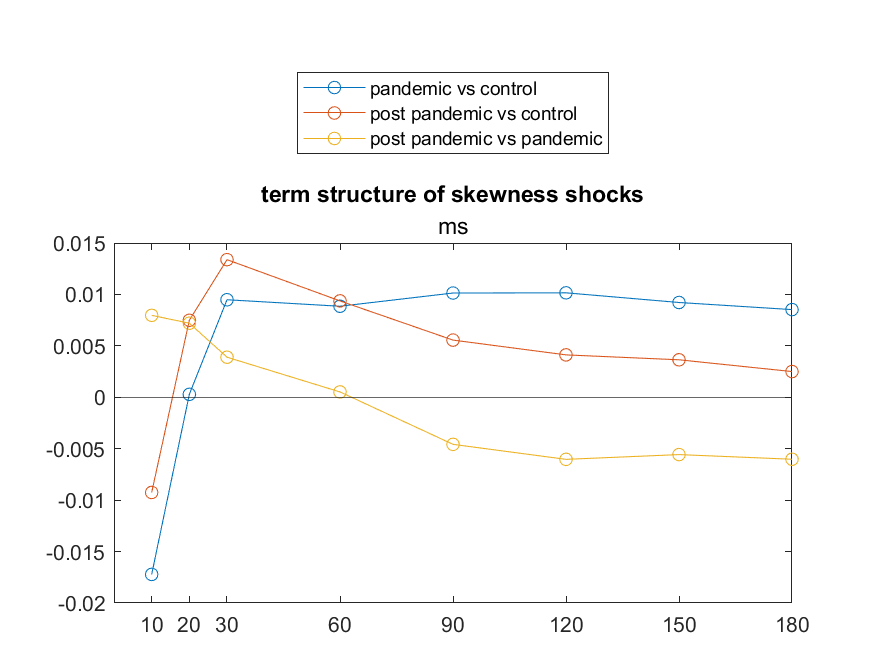 pandemic vs control
post pandemic vs control
post pandemic vs pandemic
term structure of skewness shocks
ms
0.015
0.01
0.005
0
-0.005
-0.01
-0.015
-0.02
10 20 30 60 90 120 150 180